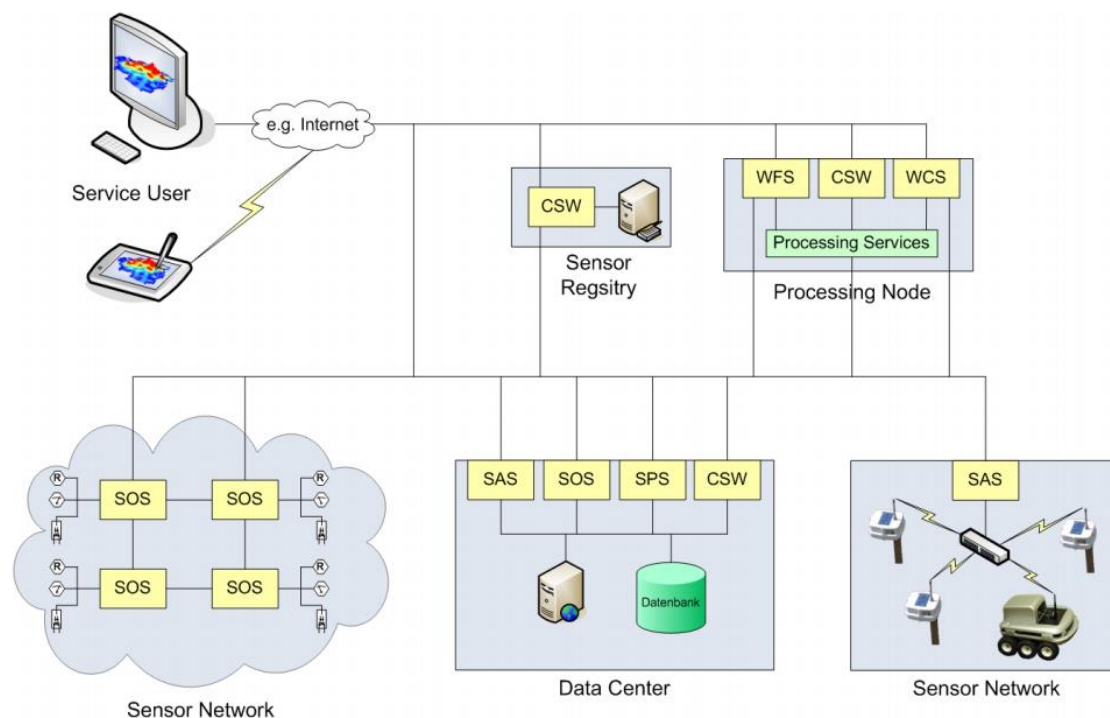 e.g. Internet
Service User
CSW
Sensor
Regsitry
WFS CSW WCS
Processing Services
Processing Node
R R
SOS SOS
R R
SOS SOS
Sensor Network
SAS SOS SPS CSW
Datenbank
Data Center
SAS
Sensor Network